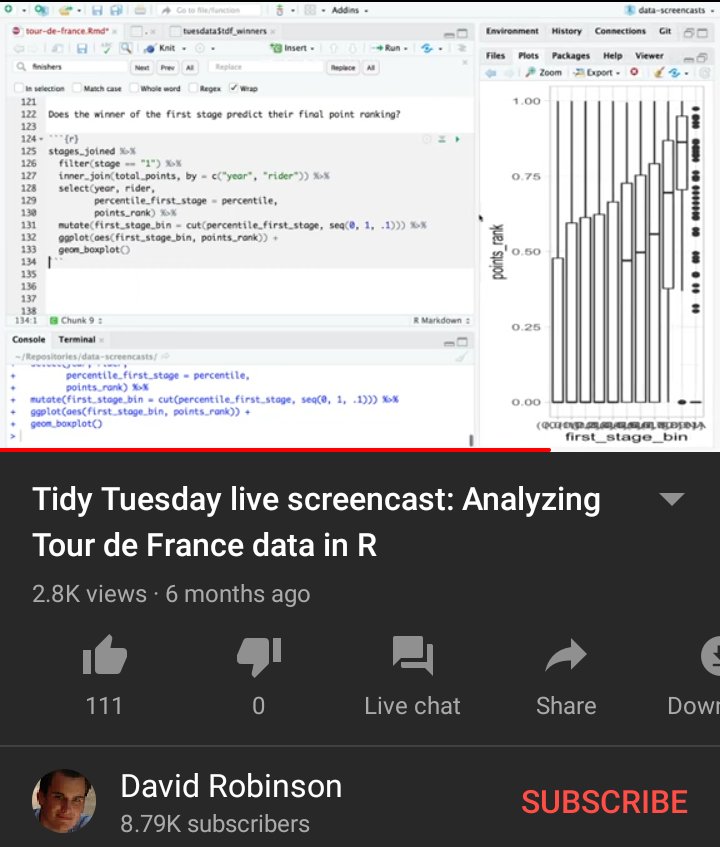 Go to file/function
Addins
data-screencasts
tour-de-france.Rmd*
tuesdata$tdf_winners
Knit
Insert
Run
finishers
Next
Prev
All
Replace
Replace
All
In selection
Match case
Whole word
Regex
Wrap
121
122 Does the winner of the first stage predict their final point ranking?
123
124 ```{r}
125 stages_joined %>%
126 filter(stage == "1") %>%
127 inner_join(total_points, by = c("year", "rider")) %>%
128 select(year, rider,
129 percentile_first_stage = percentile,
130 points_rank) %>%
131 mutate(first_stage_bin = cut(percentile_first_stage, seq(0, 1, .1))) %>%
132 ggplot(aes(first_stage_bin, points_rank)) +
133 geom_boxplot()
134 ```
135
136
137
138
134:1
Chunk 9
R Markdown
Console
Terminal
~/Repositories/data-screencasts/
+ percentile_first_stage = percentile,
+ points_rank) %>%
+ mutate(first_stage_bin = cut(percentile_first_stage, seq(0, 1, .1))) %>%
+ ggplot(aes(first_stage_bin, points_rank)) +
+ geom_boxplot()
>
Environment
History
Connections
Git
Files
Plots
Packages
Help
Viewer
Zoom
Export
1.00
0.75
0.50
0.25
0.00
points_rank
first_stage_bin
Tidy Tuesday live screencast: Analyzing
Tour de France data in R
2.8K views · 6 months ago
111
0
Live chat
Share
David Robinson
8.79K subscribers
SUBSCRIBE